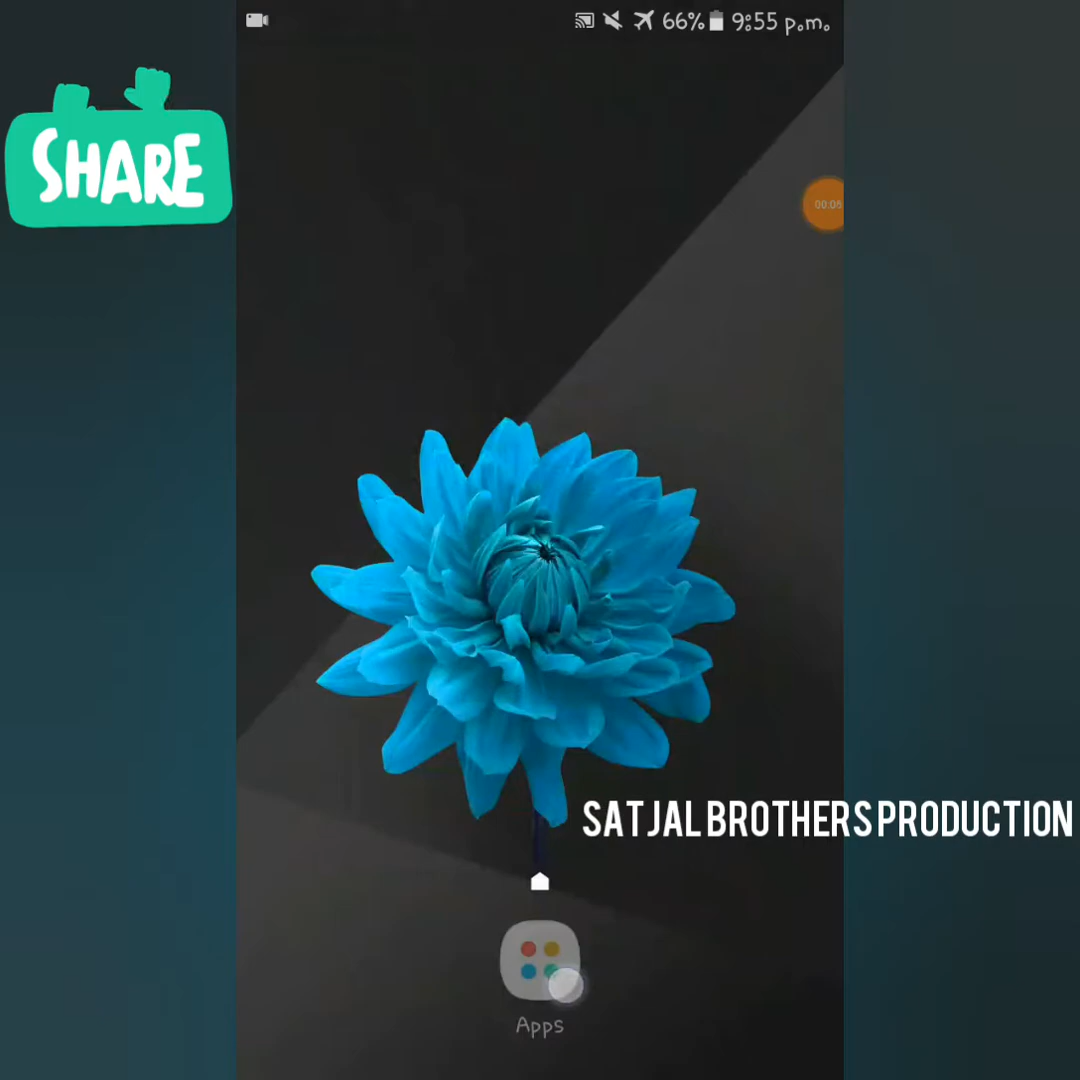 66% 9:55 p.m.
SHARE
00:05
SATJAL BROTHERS PRODUCTION
Apps